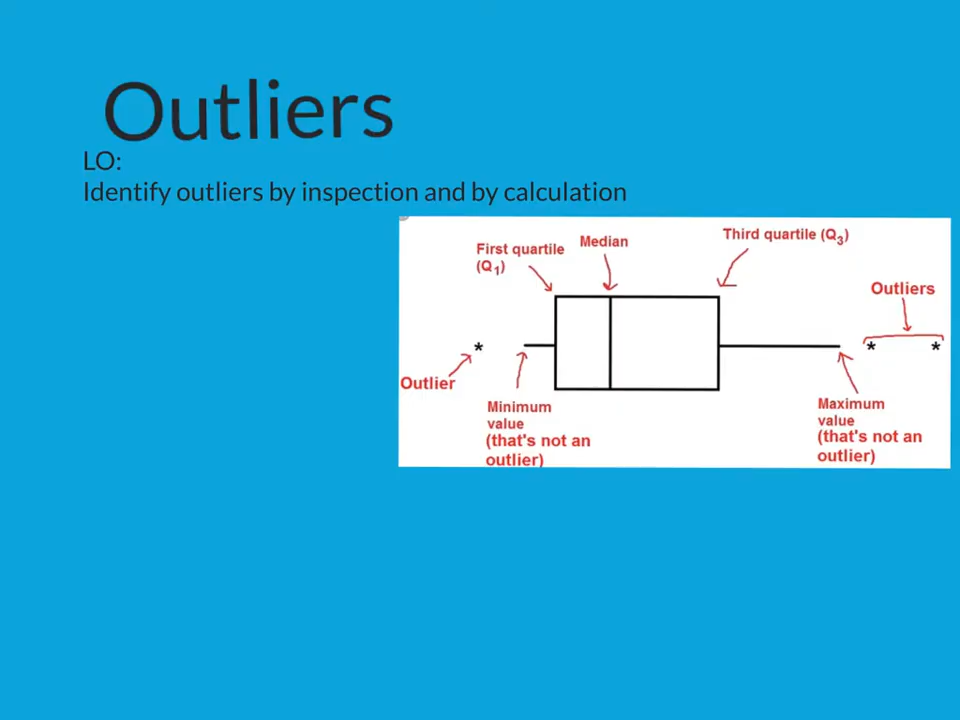 Outliers
LO:
Identify outliers by inspection and by calculation
First quartile
(Q1)
Median
Third quartile (Q3)
Outliers
*
*
*
Outlier
Minimum
value
(that's not an
outlier)
Maximum
value
(that's not an
outlier)